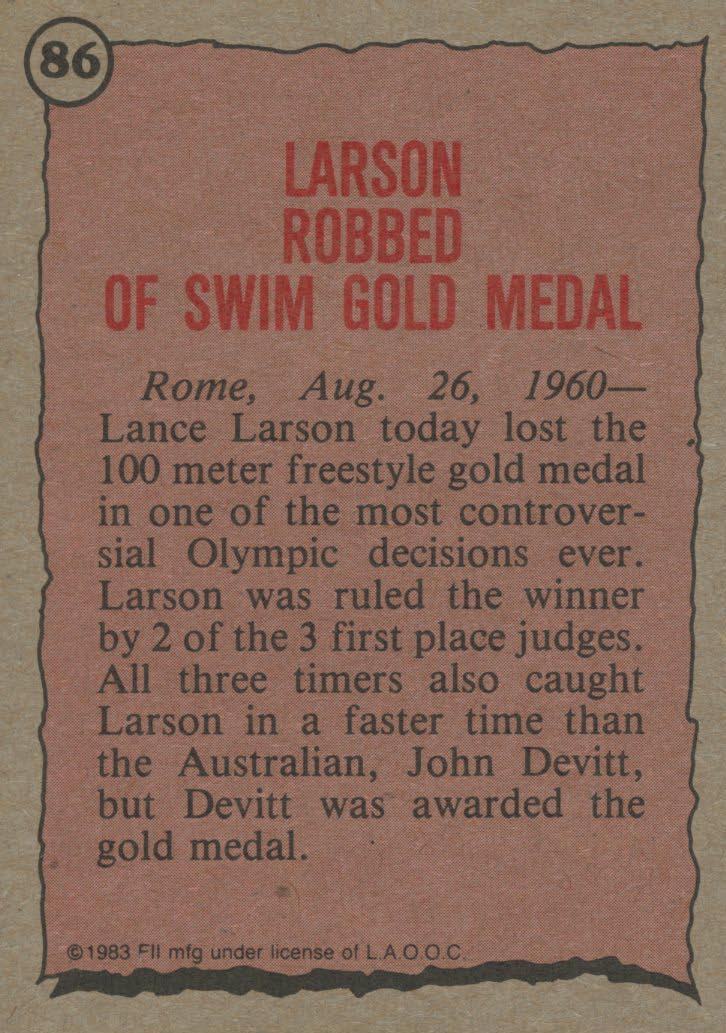 86
LARSON
ROBBED
OF SWIM GOLD MEDAL
Rome, Aug. 26, 1960—
Lance Larson today lost the
100 meter freestyle gold medal
in one of the most controver-
sial Olympic decisions ever.
Larson was ruled the winner
by 2 of the 3 first place judges.
All three timers also caught
Larson in a faster time than
the Australian, John Devitt,
but Devitt was awarded the
gold medal.
©1983 FII mfg under license of L.A.O.O.C.